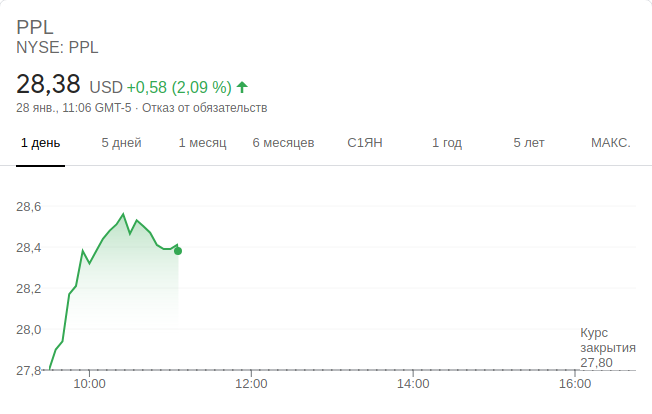 PPL
NYSE: PPL
28,38 USD +0,58 (2,09 %)
28 янв., 11:06 GMT-5 · Отказ от обязательств
1 день 5 дней 1 месяц 6 месяцев С1ЯН 1 год 5 лет МАКС.
28,6
28,4
28,2
28,0
Курс
закрытия
27,80
27,8
10:00 12:00 14:00 16:00